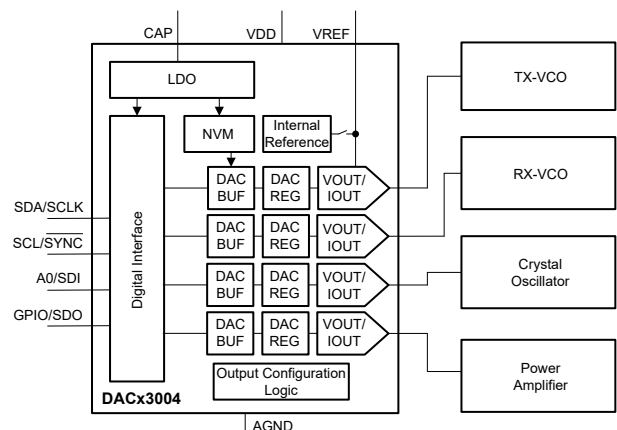 CAP
VDD
VREF
LDO
NVM
Internal
Reference
TX-VCO
DAC
BUF
DAC
REG
VOUT/
IOUT
RX-VCO
SDA/SCLK
SCL/SYNC
A0/SDI
GPIO/SDO
Digital Interface
DAC
BUF
DAC
REG
VOUT/
IOUT
DAC
BUF
DAC
REG
VOUT/
IOUT
Crystal
Oscillator
DAC
BUF
DAC
REG
VOUT/
IOUT
Power
Amplifier
Output Configuration
Logic
DACx3004
AGND